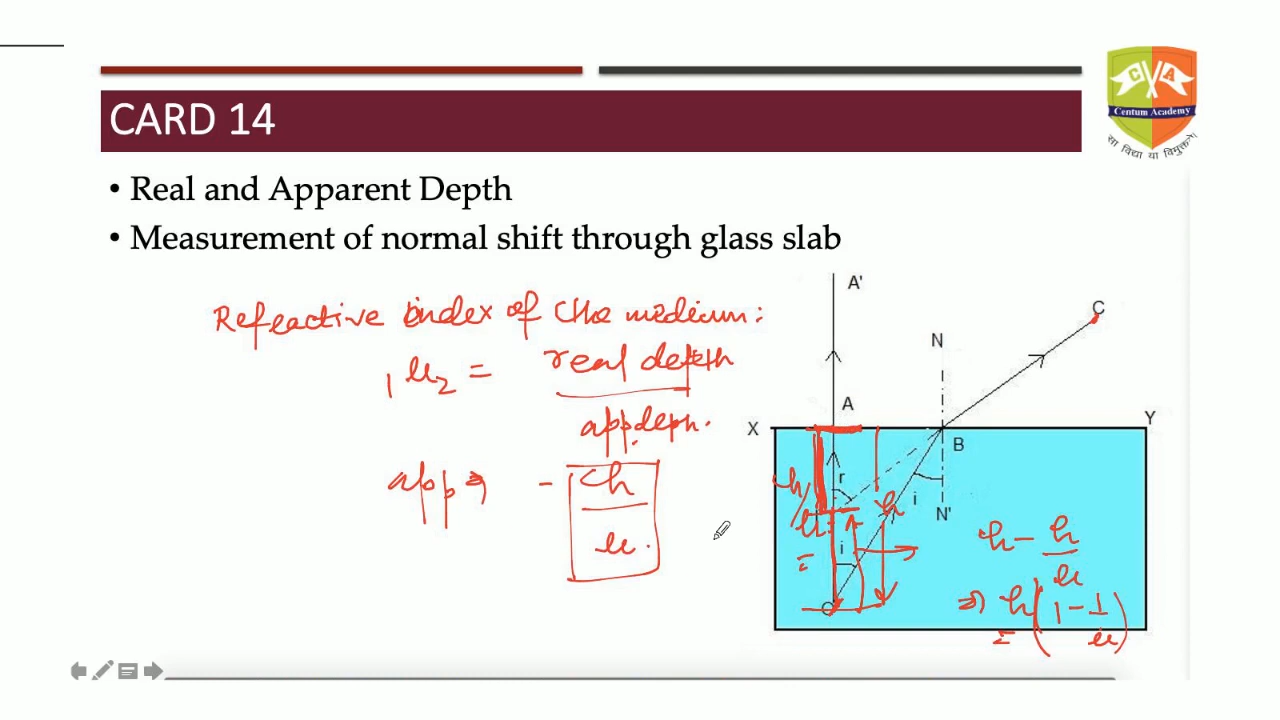 CARD 14
Centum Academy
सा विद्या या विमुक्तये
• Real and Apparent Depth
• Measurement of normal shift through glass slab
Refractive index of the medium:
₁μ₂ = real depth
app. depth.
app
h
μ.
A'
C
N
A
X
Y
B
r
i
N'
h
h/μ
i
O
h - h/μ
⇒ h(1 - 1/μ)